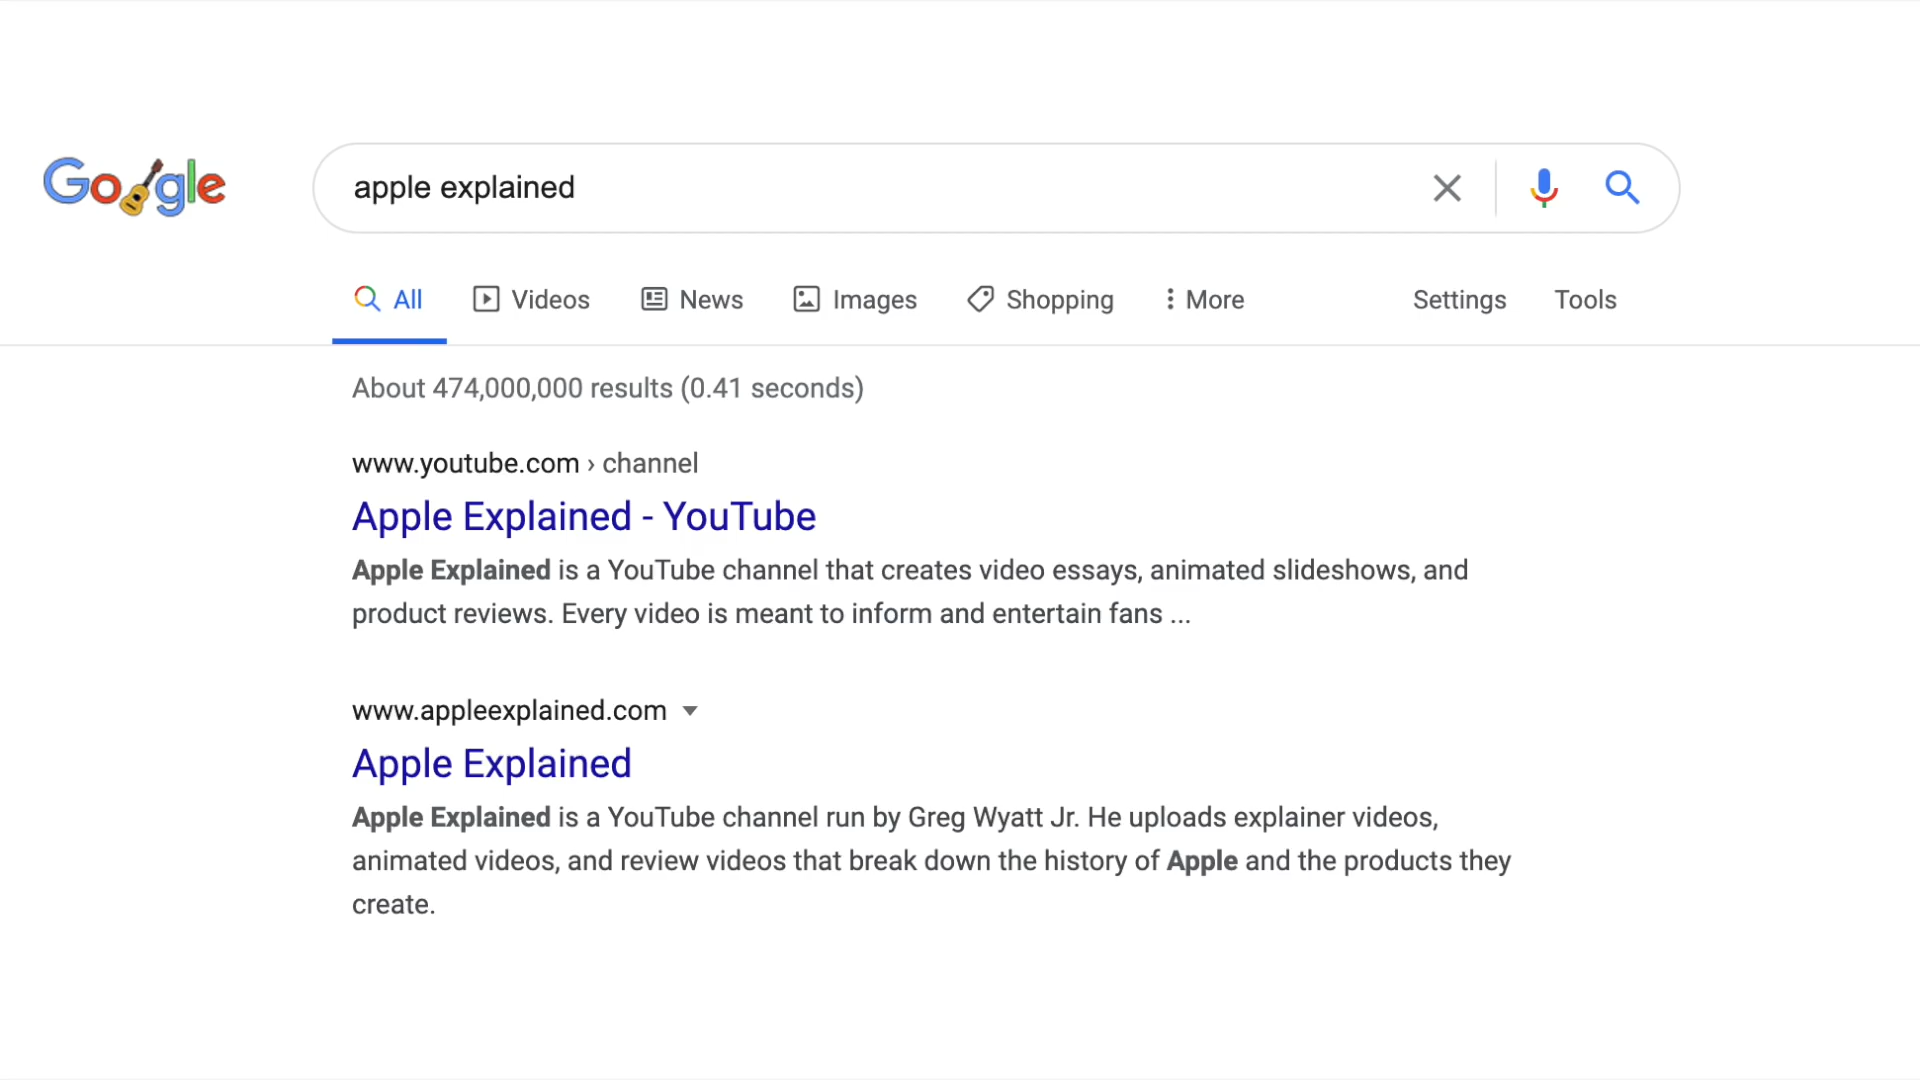 Google
apple explained
All Videos News Images Shopping More Settings Tools
About 474,000,000 results (0.41 seconds)
www.youtube.com › channel
Apple Explained - YouTube
Apple Explained is a YouTube channel that creates video essays, animated slideshows, and
product reviews. Every video is meant to inform and entertain fans ...
www.appleexplained.com
Apple Explained
Apple Explained is a YouTube channel run by Greg Wyatt Jr. He uploads explainer videos,
animated videos, and review videos that break down the history of Apple and the products they
create.